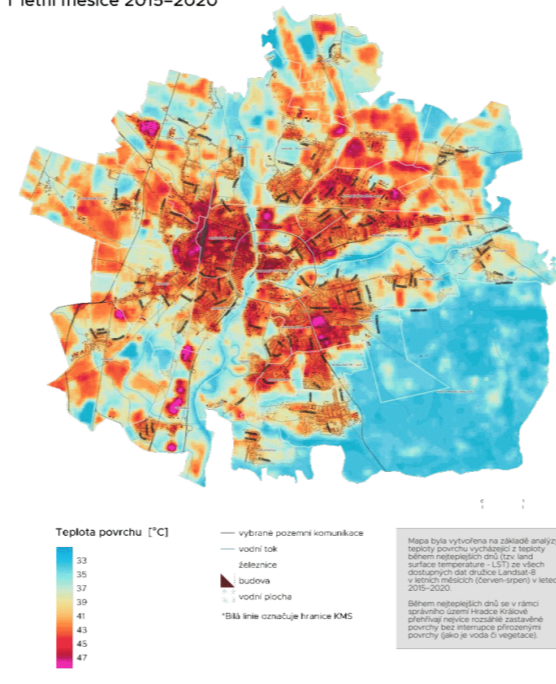 r letní měsíce 2015–2020
Teplota povrchu [°C]
33
35
37
39
41
43
45
47
vybrané pozemní komunikace
vodní tok
železnice
budova
vodní plocha
*Bílá linie označuje hranice KMS
Mapa byla vytvořena na základě analýzy
teploty povrchu vycházející z teploty
během nejteplejších dnů (tzv. land
surface temperature - LST) ze všech
dostupných dat družice Landsat-8
v letních měsících (červen-srpen) v letech
2015–2020.
Během nejteplejších dnů se v rámci
správního území Hradce Králové
přehřívají nejvíce rozsáhlé zastavěné
povrchy bez interrupce přirozenými
povrchy (jako je voda či vegetace).